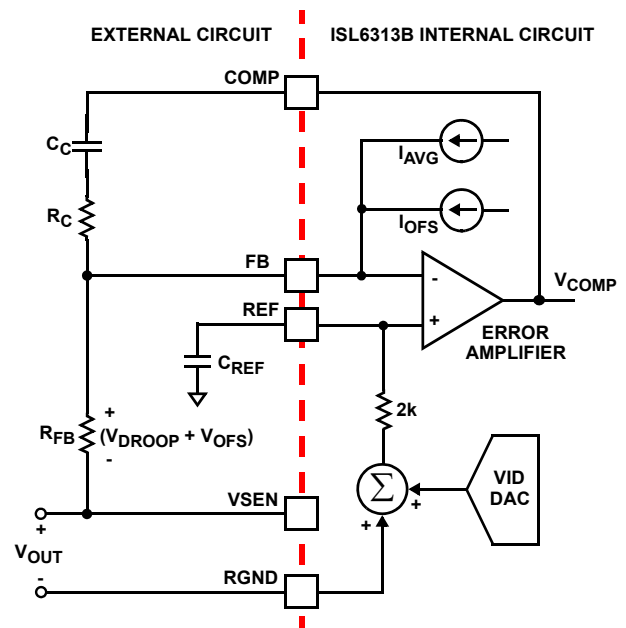 EXTERNAL CIRCUIT
ISL6313B INTERNAL CIRCUIT
COMP
CC
IAVG
RC
IOFS
FB
-
VCOMP
REF
+
ERROR
AMPLIFIER
CREF
2k
+
RFB
(VDROOP + VOFS)
-
VID
DAC
Σ
VSEN
+
+
+
VOUT
-
RGND